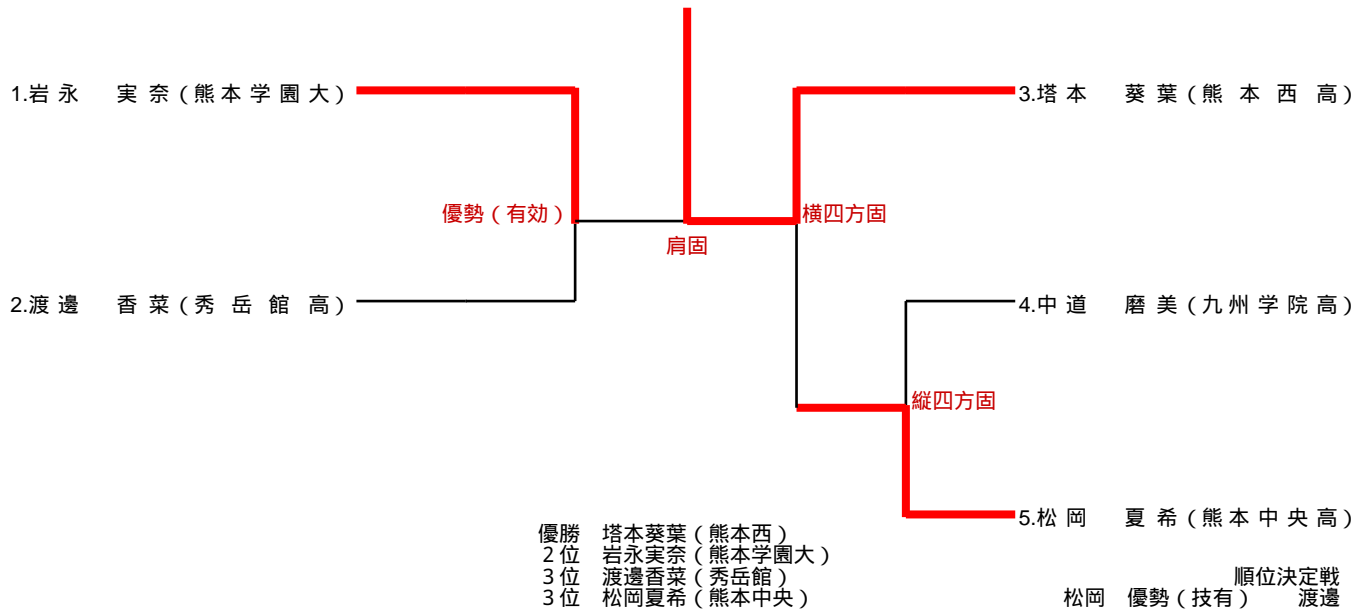 1.岩永 実奈(熊本学園大)
3.塔本 葵葉(熊本西高)
優勢(有効)
横四方固
肩固
2.渡邊 香菜(秀岳館高)
4.中道 磨美(九州学院高)
縦四方固
5.松岡 夏希(熊本中央高)
優勝 塔本葵葉(熊本西)
2位 岩永実奈(熊本学園大)
3位 渡邊香菜(秀岳館)
3位 松岡夏希(熊本中央)
順位決定戦
松岡 優勢(技有) 渡邊